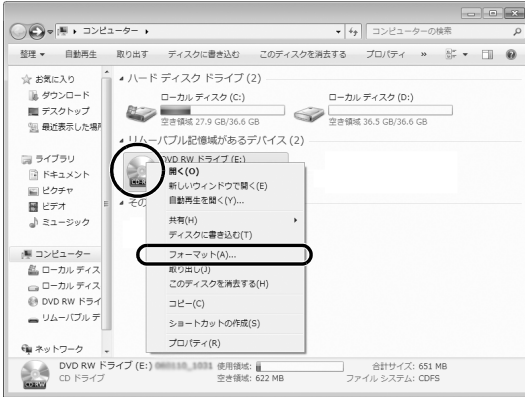 コンピューター
コンピューターの検索
整理
自動再生
取り出す
ディスクに書き込む
このディスクを消去する
プロパティ
»
お気に入り
ダウンロード
デスクトップ
最近表示した場所
ライブラリ
ドキュメント
ピクチャ
ビデオ
ミュージック
コンピューター
ローカル ディス
ローカル ディス
DVD RW ドライ
リムーバブル デ
ネットワーク
ハード ディスク ドライブ (2)
ローカル ディスク (C:)
空き領域 27.9 GB/36.6 GB
ローカル ディスク (D:)
空き領域 36.5 GB/36.6 GB
リムーバブル記憶域があるデバイス (2)
DVD RW ドライブ (E:)
CD-R
その
開く(O)
新しいウィンドウで開く(E)
自動再生を開く(Y)...
共有(H)
ディスクに書き込む(T)
フォーマット(A)...
取り出し(J)
このディスクを消去する(H)
コピー(C)
ショートカットの作成(S)
プロパティ(R)
DVD RW ドライブ (E:)
使用領域:
合計サイズ: 651 MB
CD ドライブ
空き領域: 622 MB
ファイル システム: CDFS